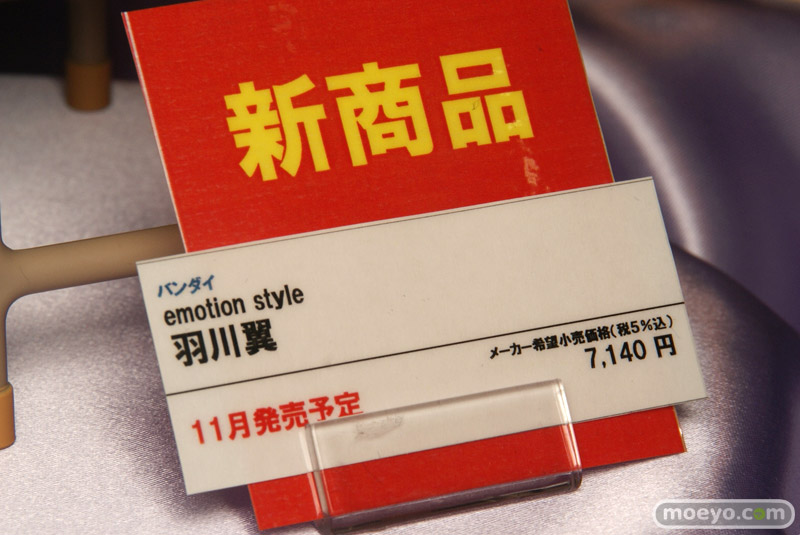 新商品
バンダイ
emotion style
羽川翼
メーカー希望小売価格(税5%込)
7,140 円
11月発売予定
moeyo.com